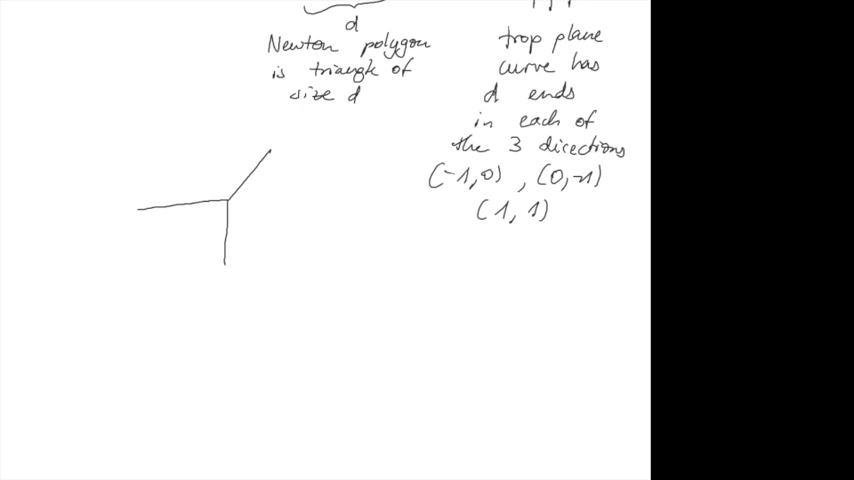 d
Newton polygon
is triangle of
size d
trop plane
curve has
d ends
in each of
the 3 directions
(-1,0) , (0,-1)
(1, 1)